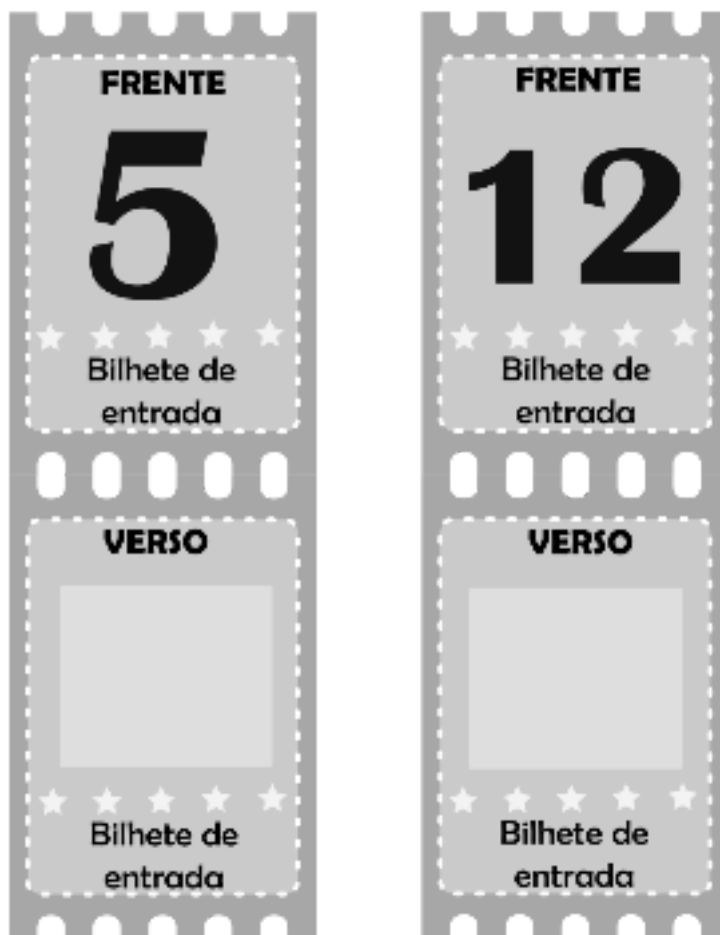 FRENTE
5
Bilhete de
entrada
VERSO
Bilhete de
entrada
FRENTE
12
Bilhete de
entrada
VERSO
Bilhete de
entrada